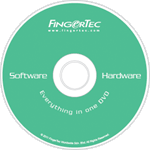 FINGERTEC
www.fingertec.com
Software Hardware
Everything in one DVD